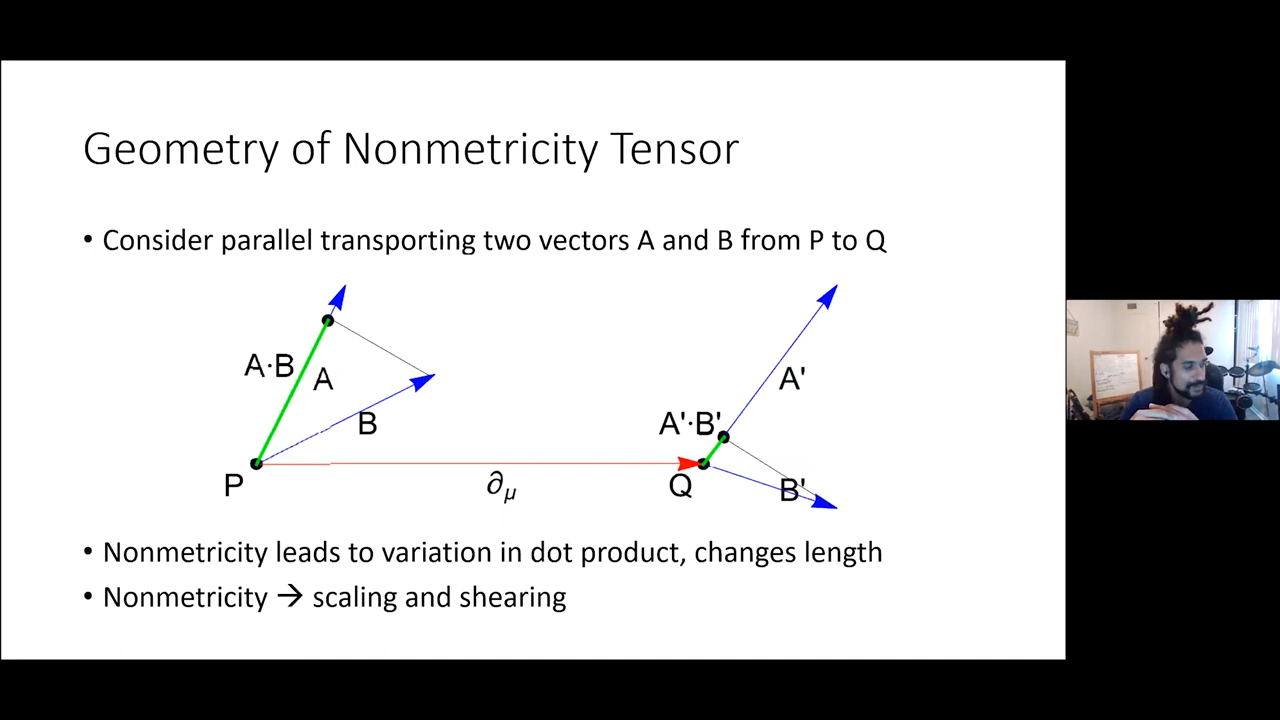 Geometry of Nonmetricity Tensor
• Consider parallel transporting two vectors A and B from P to Q
A·B
A
B
P
∂μ
A'
A'·B'
Q
B'
• Nonmetricity leads to variation in dot product, changes length
• Nonmetricity → scaling and shearing